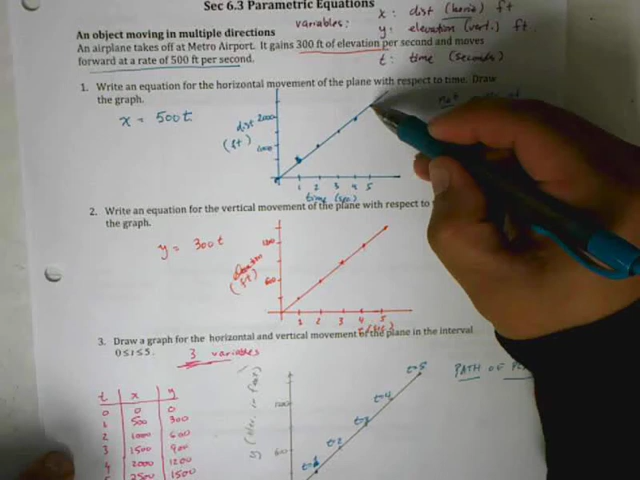 Sec 6.3 Parametric Equations
variables:
x: dist (horiz) ft
y: elevation (vert.) ft.
t: time (seconds)
An object moving in multiple directions
An airplane takes off at Metro Airport. It gains 300 ft of elevation per second and moves
forward at a rate of 500 ft per second.
1. Write an equation for the horizontal movement of the plane with respect to time. Draw
the graph.
x = 500t
dist
(ft)
2000
1000
1 2 3 4 5
time (sec)
2. Write an equation for the vertical movement of the plane with respect to
the graph.
y = 300t
elevation
(ft)
1200
600
1 2 3 4 5
t (sec)
3. Draw a graph for the horizontal and vertical movement of the plane in the interval
0≤t≤5.
3 variables
t x y
0 0 0
1 500 300
2 1000 600
3 1500 900
4 2000 1200
5 2500 1500
1200
600
t=1
t=2
t=3
t=4
t=5
PATH OF